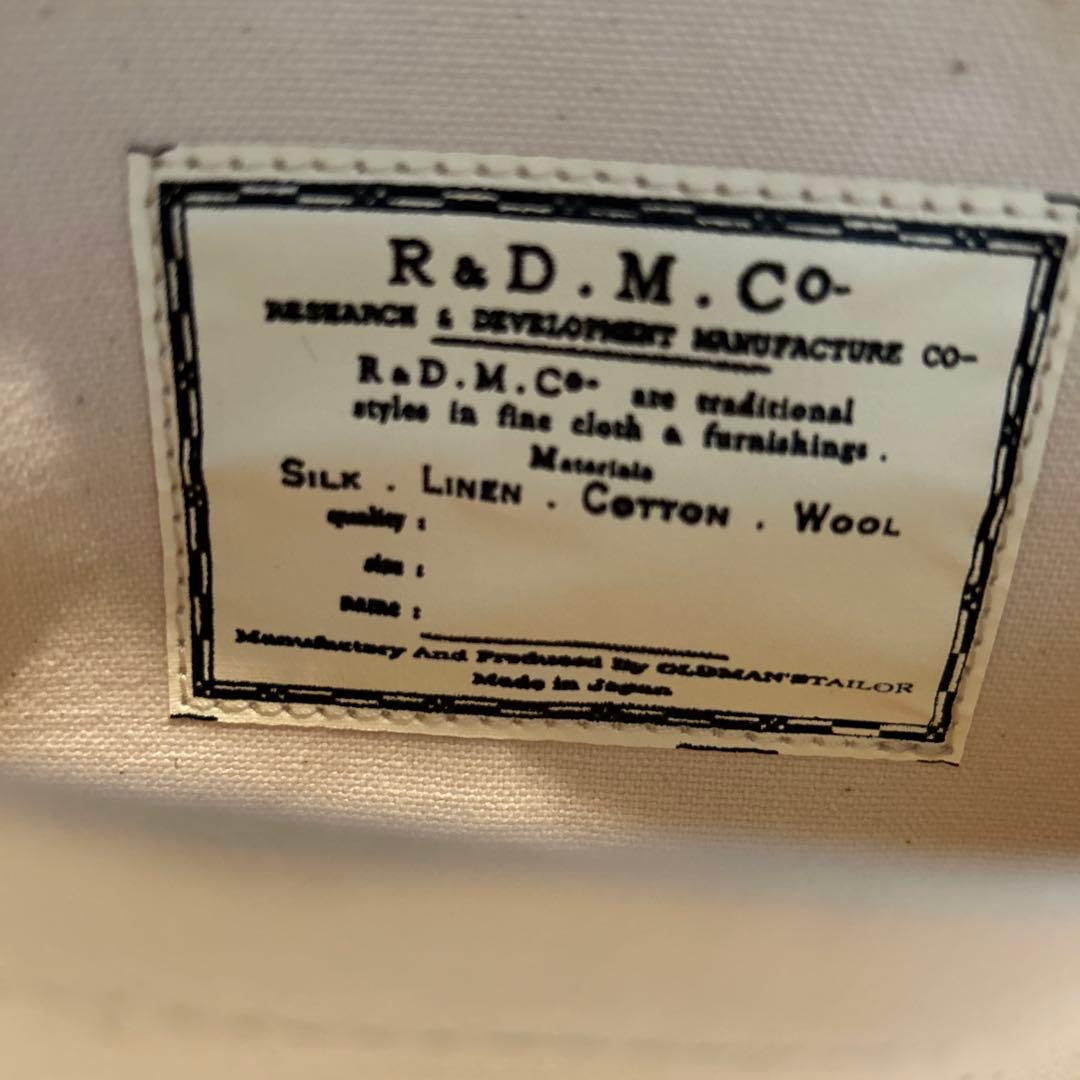 R & D . M . Co-
RESEARCH & DEVELOPMENT MANUFACTURE CO-
R & D . M . Co- are traditional
styles in fine cloth & furnishings .
Materials
SILK . LINEN . COTTON . WOOL
quality :
size :
name :
Manufactory And Produced By OLDMAN'STAILOR
Made in Japan